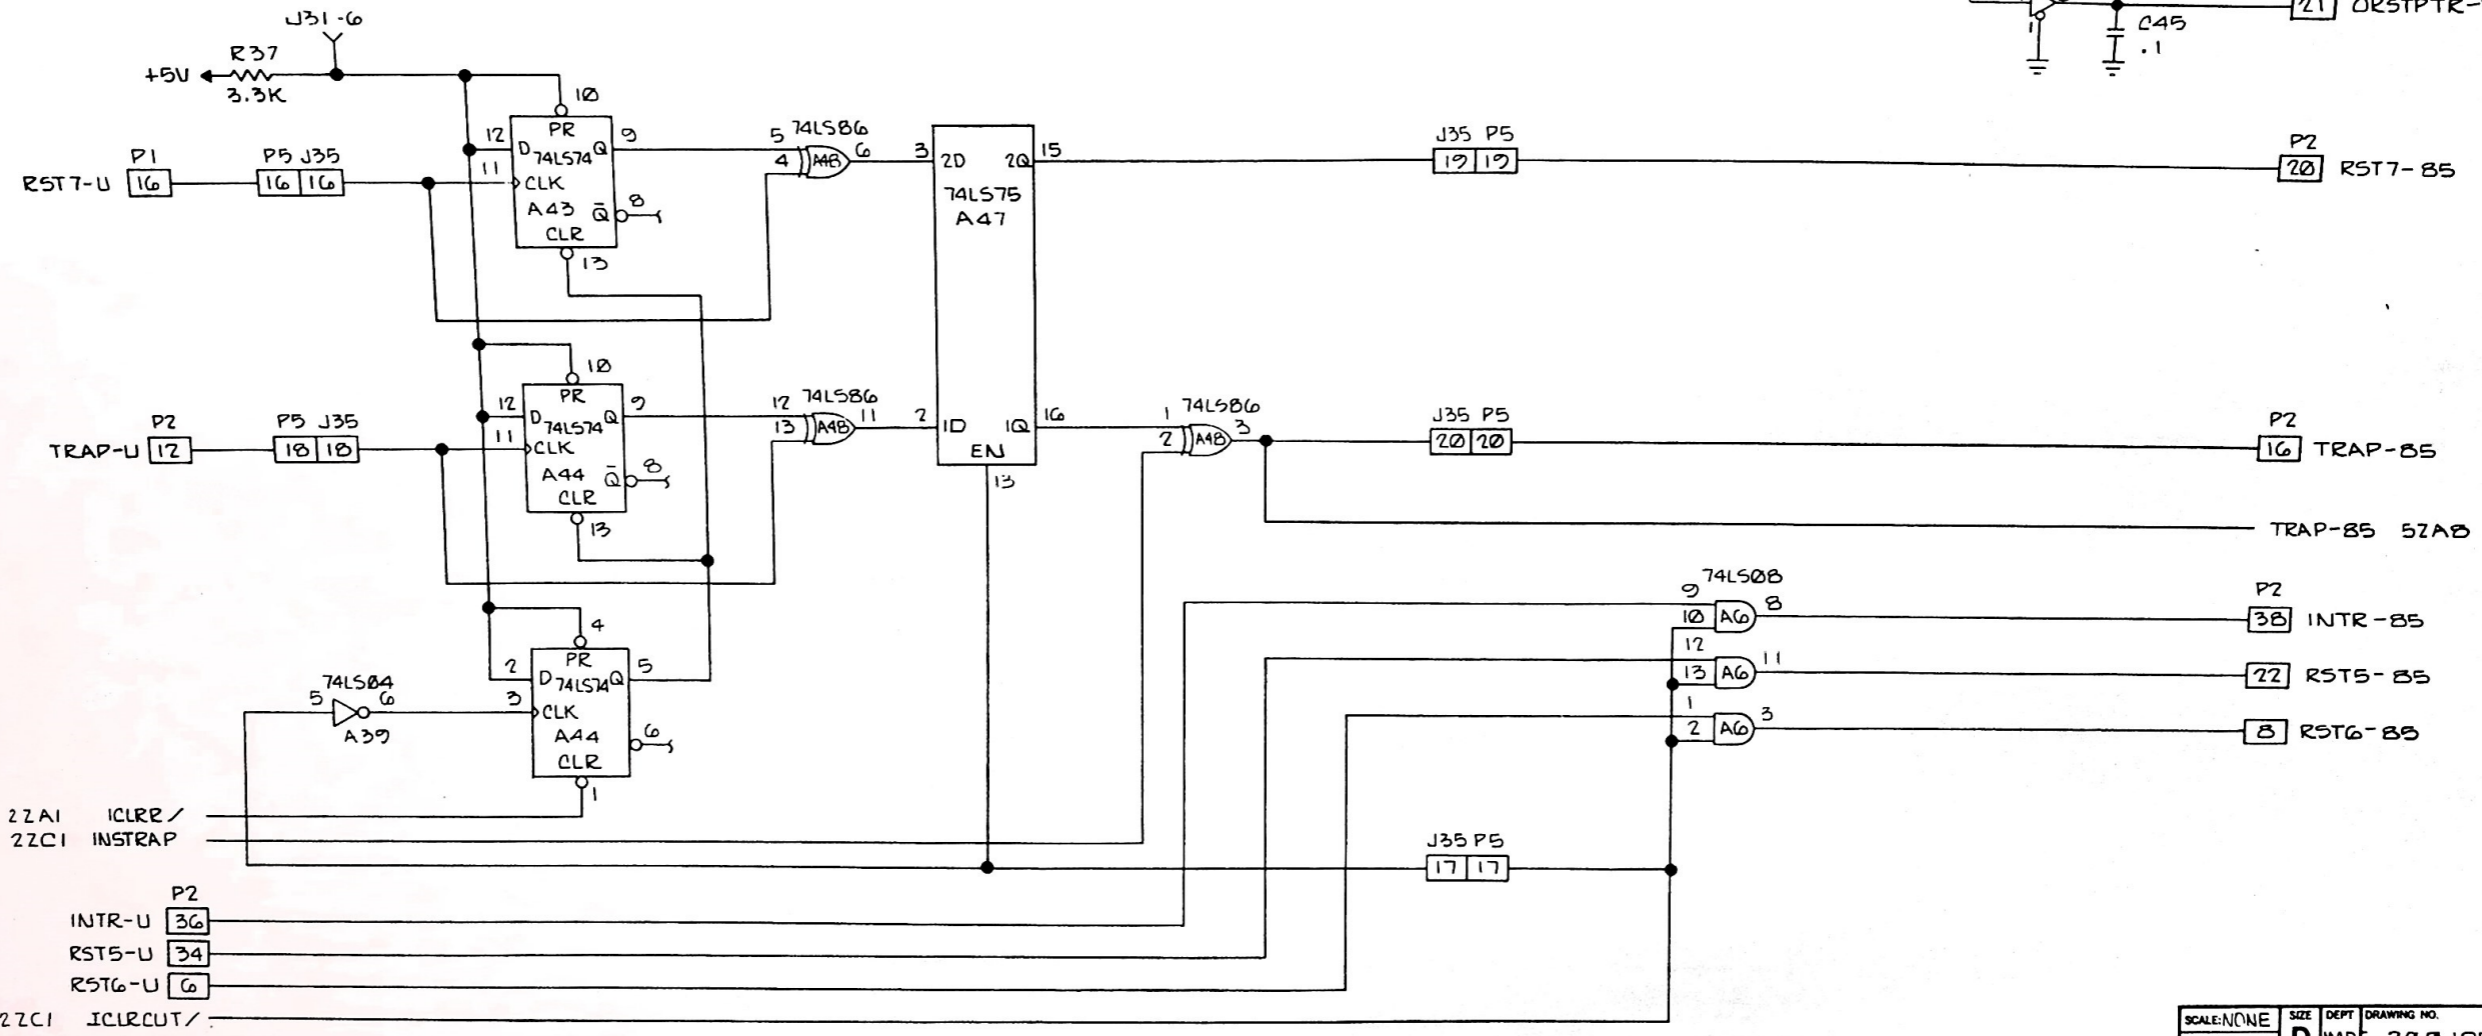 J31-6
R37
+5V
3.3K
1
C45
.1
21 ORSTPTR-
10
PR
12 D 74LS74 Q 9
11 CLK
A43 Q̄ 8
CLR
13
5 74LS86
4 A48 6
3 2D 2Q 15
74LS75
A47
J35 P5
19 19
P2
20 RST7-85
P1
RST7-U 16
P5 J35
16 16
10
PR
12 D 74LS74 Q 9
11 CLK
A44 Q̄ 8
CLR
13
12 74LS86
13 A48 11
2 1D 1Q 16
EN
13
1 74LS86
2 A48 3
J35 P5
20 20
P2
16 TRAP-85
P2
TRAP-U 12
P5 J35
18 18
TRAP-85 5ZA8
74LS08
9
10 A6 8
P2
38 INTR-85
12
13 A6 11
22 RST5-85
1
2 A6 3
8 RST6-85
4
PR
2 D 74LS74 Q 5
3 CLK
A44 6
CLR
1
74LS04
5 6
A39
2ZA1 ICLRR/
2ZC1 INSTRAP
J35 P5
17 17
P2
INTR-U 36
RST5-U 34
RST6-U 6
2ZC1 ICLRCUT/
SCALE: NONE SIZE DEPT DRAWING NO.